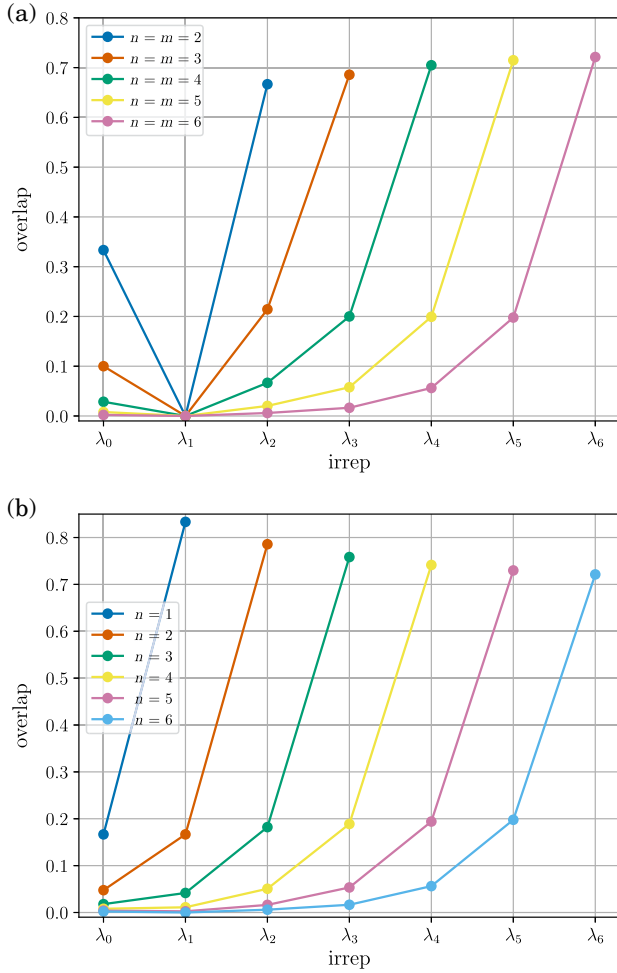 (a)
0.8
0.7
0.6
0.5
0.4
0.3
0.2
0.1
0.0
overlap
n = m = 2
n = m = 3
n = m = 4
n = m = 5
n = m = 6
λ₀ λ₁ λ₂ λ₃ λ₄ λ₅ λ₆
irrep
(b)
0.8
0.7
0.6
0.5
0.4
0.3
0.2
0.1
0.0
overlap
n = 1
n = 2
n = 3
n = 4
n = 5
n = 6
λ₀ λ₁ λ₂ λ₃ λ₄ λ₅ λ₆
irrep